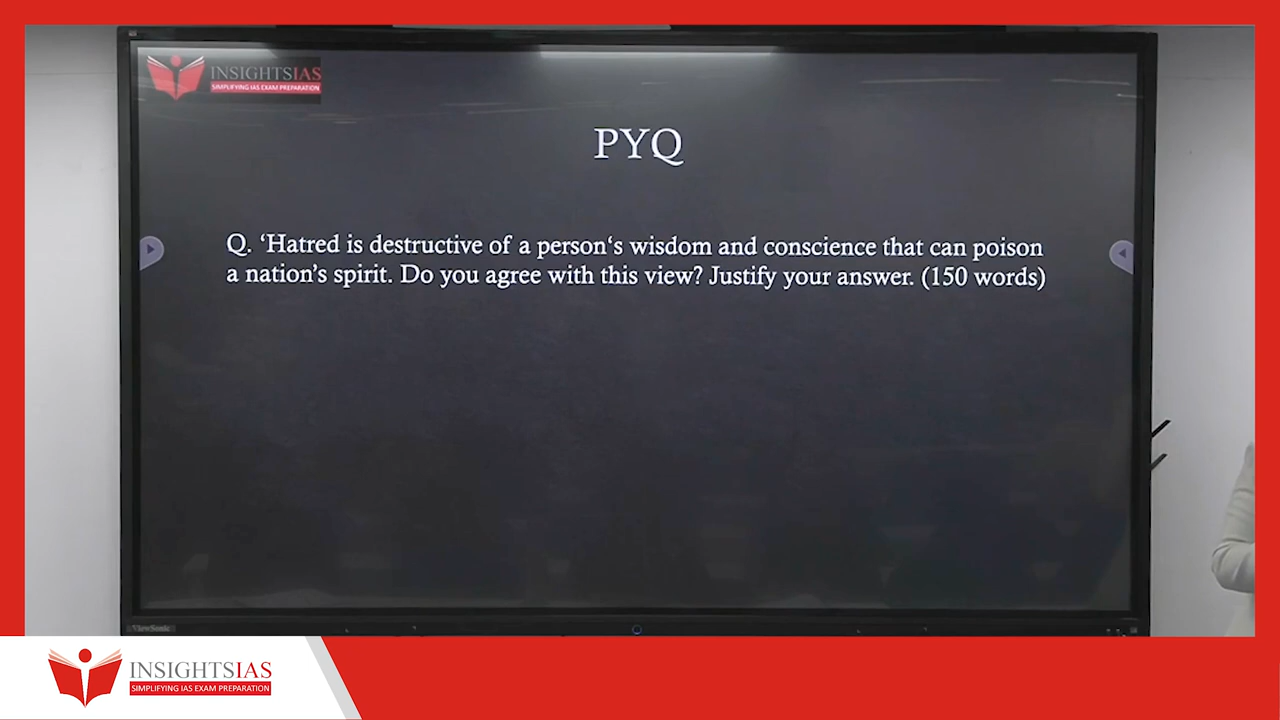 INSIGHTSIAS
SIMPLIFYING IAS EXAM PREPARATION
PYQ
Q. ‘Hatred is destructive of a person‘s wisdom and conscience that can poison
a nation’s spirit. Do you agree with this view? Justify your answer. (150 words)
ViewSonic
INSIGHTSIAS
SIMPLIFYING IAS EXAM PREPARATION